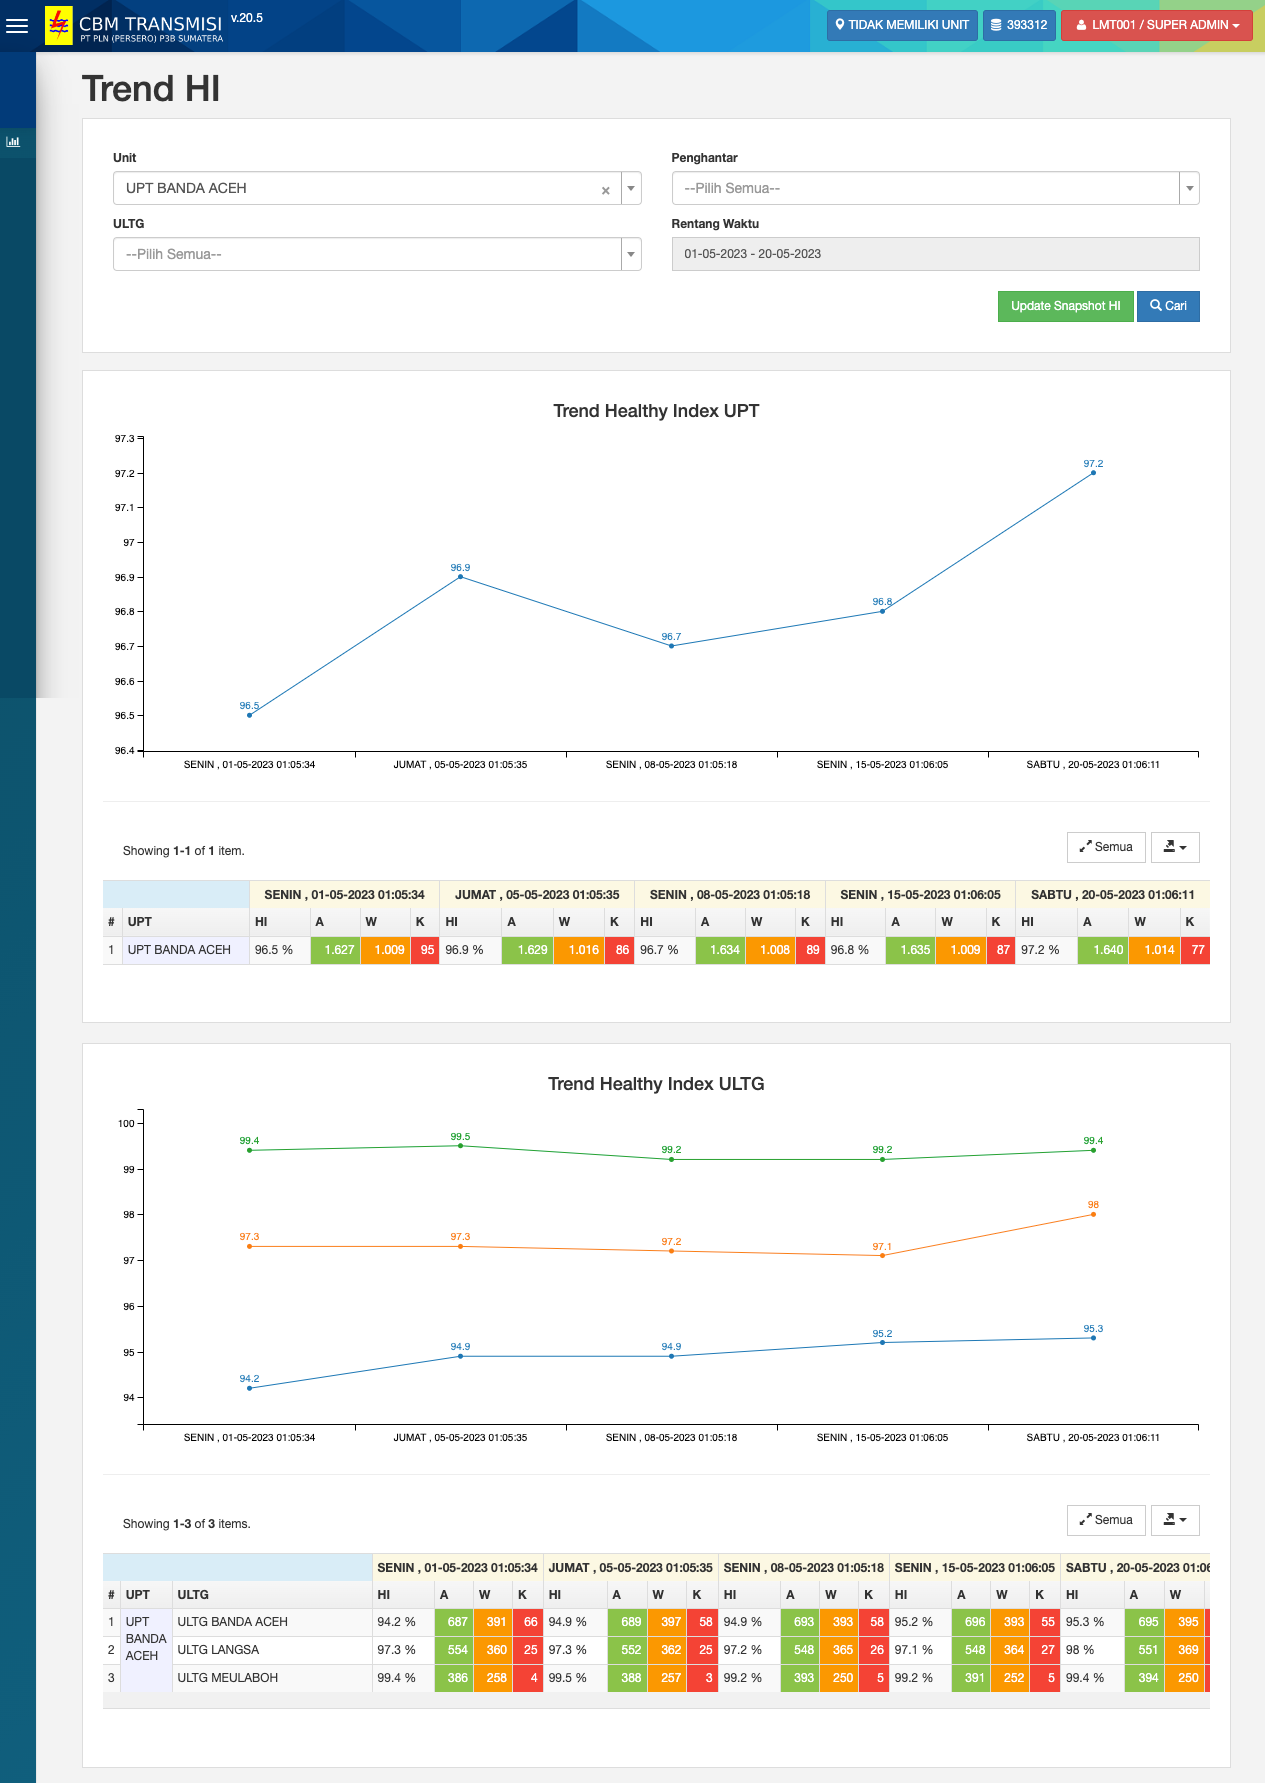 CBM TRANSMISI v.20.5
PT PLN (PERSERO) P3B SUMATERA
TIDAK MEMILIKI UNIT
393312
LMT001 / SUPER ADMIN
Trend HI
Unit
UPT BANDA ACEH ×
Penghantar
--Pilih Semua--
ULTG
--Pilih Semua--
Rentang Waktu
01-05-2023 - 20-05-2023
Update Snapshot HI
Cari
Trend Healthy Index UPT
97.3
97.2
97.1
97
96.9
96.8
96.7
96.6
96.5
96.4
96.5
96.9
96.7
96.8
97.2
SENIN , 01-05-2023 01:05:34
JUMAT , 05-05-2023 01:05:35
SENIN , 08-05-2023 01:05:18
SENIN , 15-05-2023 01:06:05
SABTU , 20-05-2023 01:06:11
Showing 1-1 of 1 item.
Semua
SENIN , 01-05-2023 01:05:34 JUMAT , 05-05-2023 01:05:35 SENIN , 08-05-2023 01:05:18 SENIN , 15-05-2023 01:06:05 SABTU , 20-05-2023 01:06:11
# UPT HI A W K HI A W K HI A W K HI A W K HI A W K
1 UPT BANDA ACEH 96.5 % 1.627 1.009 95 96.9 % 1.629 1.016 86 96.7 % 1.634 1.008 89 96.8 % 1.635 1.009 87 97.2 % 1.640 1.014 77
Trend Healthy Index ULTG
100
99
98
97
96
95
94
99.4
99.5
99.2
99.2
99.4
97.3
97.3
97.2
97.1
98
94.2
94.9
94.9
95.2
95.3
SENIN , 01-05-2023 01:05:34
JUMAT , 05-05-2023 01:05:35
SENIN , 08-05-2023 01:05:18
SENIN , 15-05-2023 01:06:05
SABTU , 20-05-2023 01:06:11
Showing 1-3 of 3 items.
Semua
SENIN , 01-05-2023 01:05:34 JUMAT , 05-05-2023 01:05:35 SENIN , 08-05-2023 01:05:18 SENIN , 15-05-2023 01:06:05 SABTU , 20-05-2023 01:06
# UPT ULTG HI A W K HI A W K HI A W K HI A W K HI A W
1 UPT BANDA ACEH ULTG BANDA ACEH 94.2 % 687 391 66 94.9 % 689 397 58 94.9 % 693 393 58 95.2 % 696 393 55 95.3 % 695 395
2 ULTG LANGSA 97.3 % 554 360 25 97.3 % 552 362 25 97.2 % 548 365 26 97.1 % 548 364 27 98 % 551 369
3 ULTG MEULABOH 99.4 % 386 258 4 99.5 % 388 257 3 99.2 % 393 250 5 99.2 % 391 252 5 99.4 % 394 250